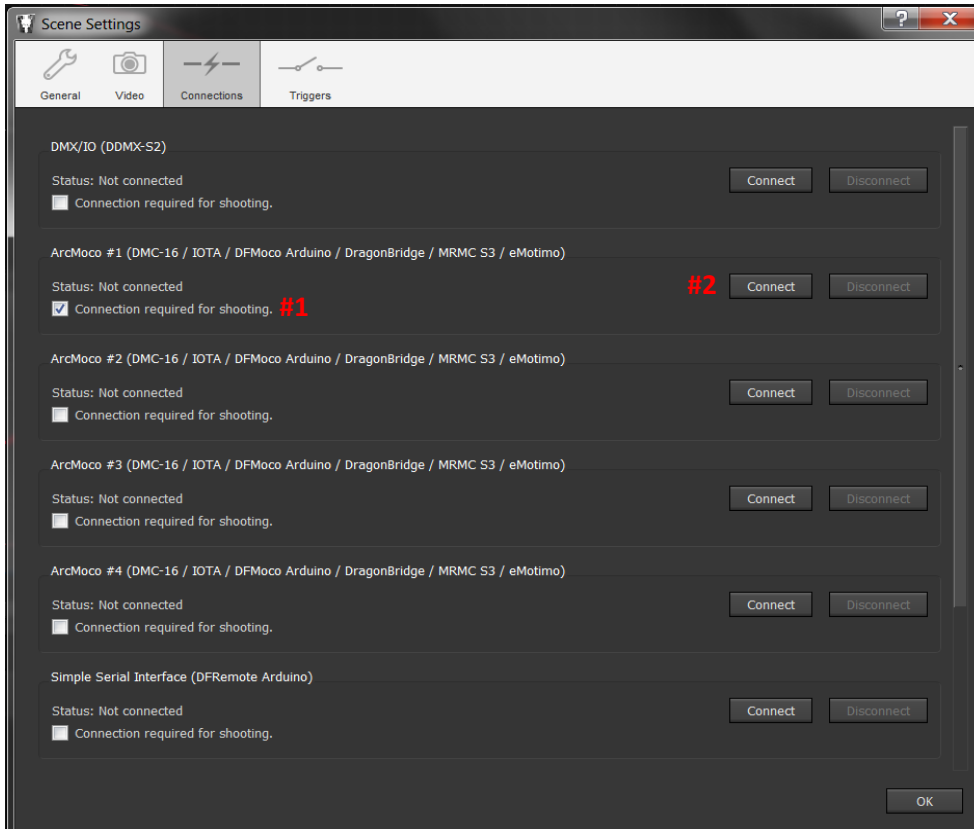 Scene Settings
?
X
General Video Connections Triggers
DMX/IO (DDMX-S2)
Status: Not connected
Connect Disconnect
Connection required for shooting.
ArcMoco #1 (DMC-16 / IOTA / DFMoco Arduino / DragonBridge / MRMC S3 / eMotimo)
Status: Not connected
#2 Connect Disconnect
Connection required for shooting. #1
ArcMoco #2 (DMC-16 / IOTA / DFMoco Arduino / DragonBridge / MRMC S3 / eMotimo)
Status: Not connected
Connect Disconnect
Connection required for shooting.
ArcMoco #3 (DMC-16 / IOTA / DFMoco Arduino / DragonBridge / MRMC S3 / eMotimo)
Status: Not connected
Connect Disconnect
Connection required for shooting.
ArcMoco #4 (DMC-16 / IOTA / DFMoco Arduino / DragonBridge / MRMC S3 / eMotimo)
Status: Not connected
Connect Disconnect
Connection required for shooting.
Simple Serial Interface (DFRemote Arduino)
Status: Not connected
Connect Disconnect
Connection required for shooting.
OK